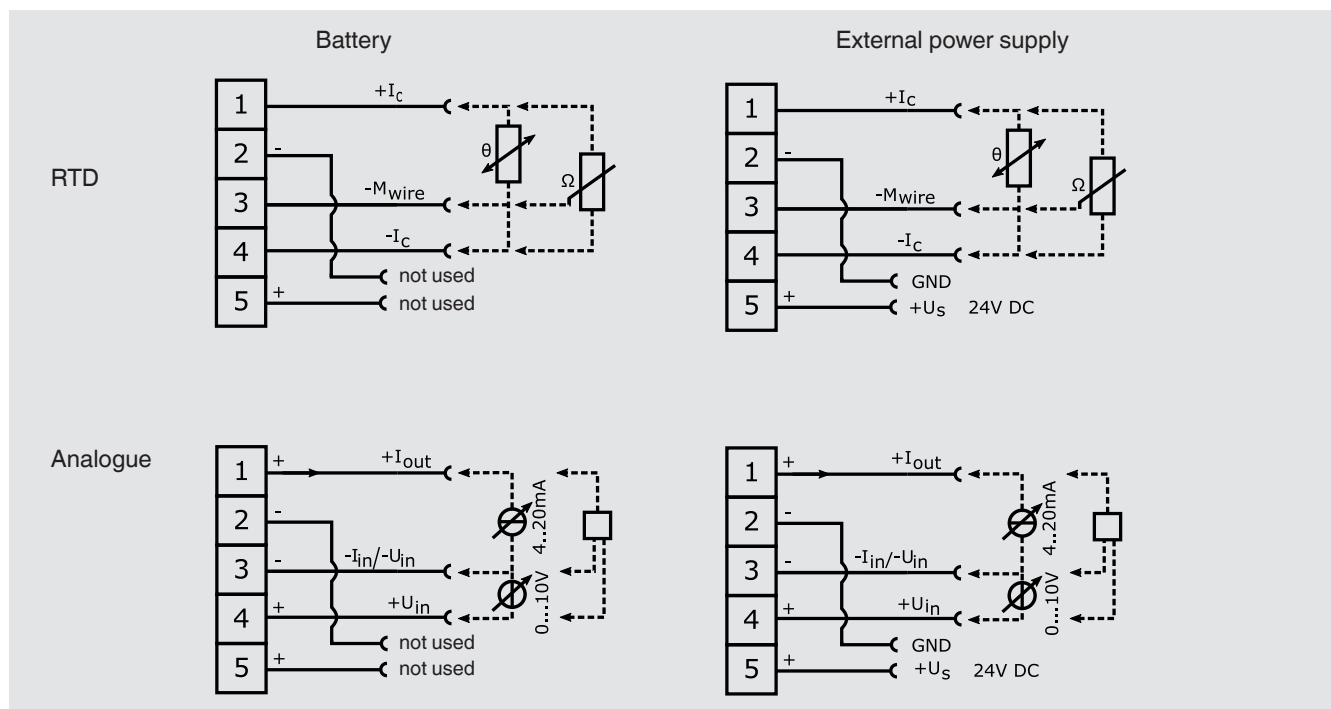 Battery
External power supply
RTD
1
+Ic
2
-
θ
Ω
3
-Mwire
4
-Ic
not used
5
+
not used
1
+Ic
2
-
θ
Ω
3
-Mwire
4
-Ic
GND
5
+
+Us 24V DC
Analogue
1
+
+Iout
4...20mA
2
-
3
-
-Iin/-Uin
0...10V
4
+
+Uin
not used
5
+
not used
1
+
+Iout
4...20mA
2
-
3
-
-Iin/-Uin
0...10V
4
+
+Uin
GND
5
+
+Us 24V DC